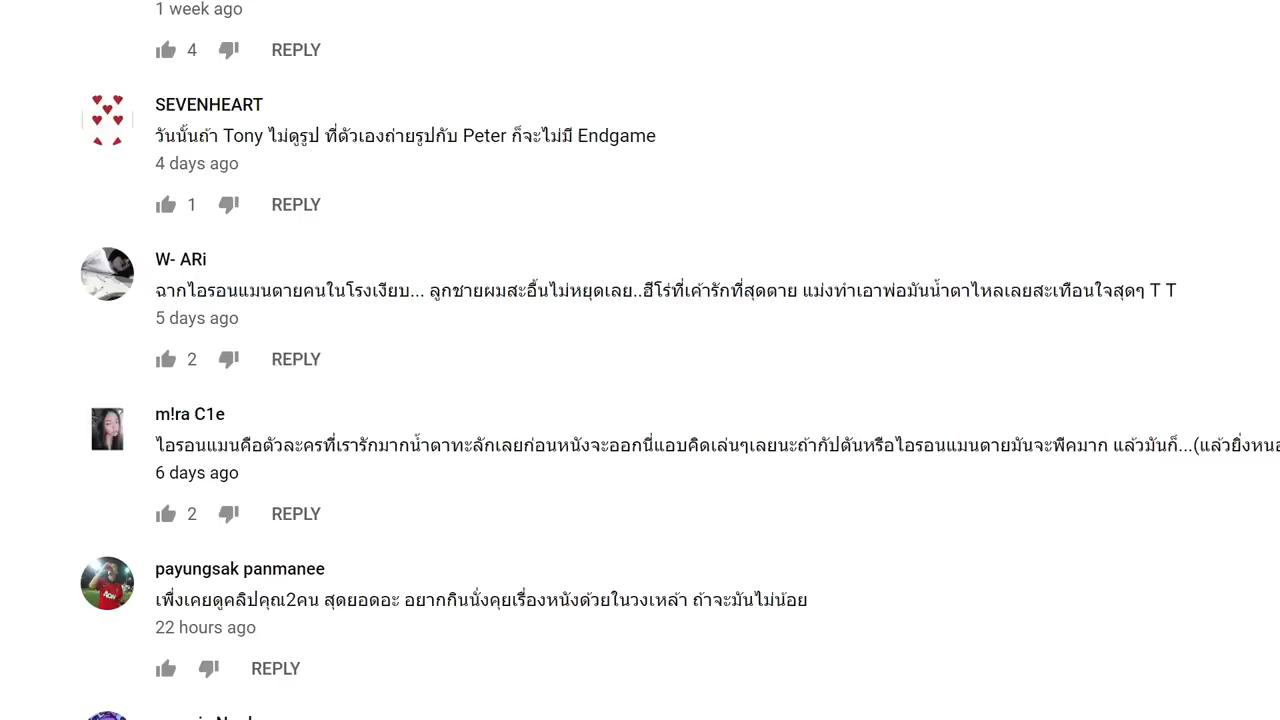 1 week ago
4 REPLY
SEVENHEART
วันนั้นถ้า Tony ไม่ดูรูป ที่ตัวเองถ่ายรูปกับ Peter ก็จะไม่มี Endgame
4 days ago
1 REPLY
W- ARi
ฉากไอรอนแมนตายคนในโรงเงียบ... ลูกชายผมสะอื้นไม่หยุดเลย..ฮีโร่ที่เค้ารักที่สุดตาย แม่งทำเอาพ่อมันน้ำตาไหลเลยสะเทือนใจสุดๆ T T
5 days ago
2 REPLY
m!ra C1e
ไอรอนแมนคือตัวละครที่เรารักมากน้ำตาทะลักเลยก่อนหนังจะออกนี่แอบคิดเล่นๆเลยนะถ้ากัปตันหรือไอรอนแมนตายมันจะพีคมาก แล้วมันก็...(แล้วยิ่ง
6 days ago
2 REPLY
payungsak panmanee
เพิ่งเคยดูคลิปคุณ2คน สุดยอดอะ อยากกินนั่งคุยเรื่องหนังด้วยในวงเหล้า ถ้าจะมันไม่น้อย
22 hours ago
REPLY